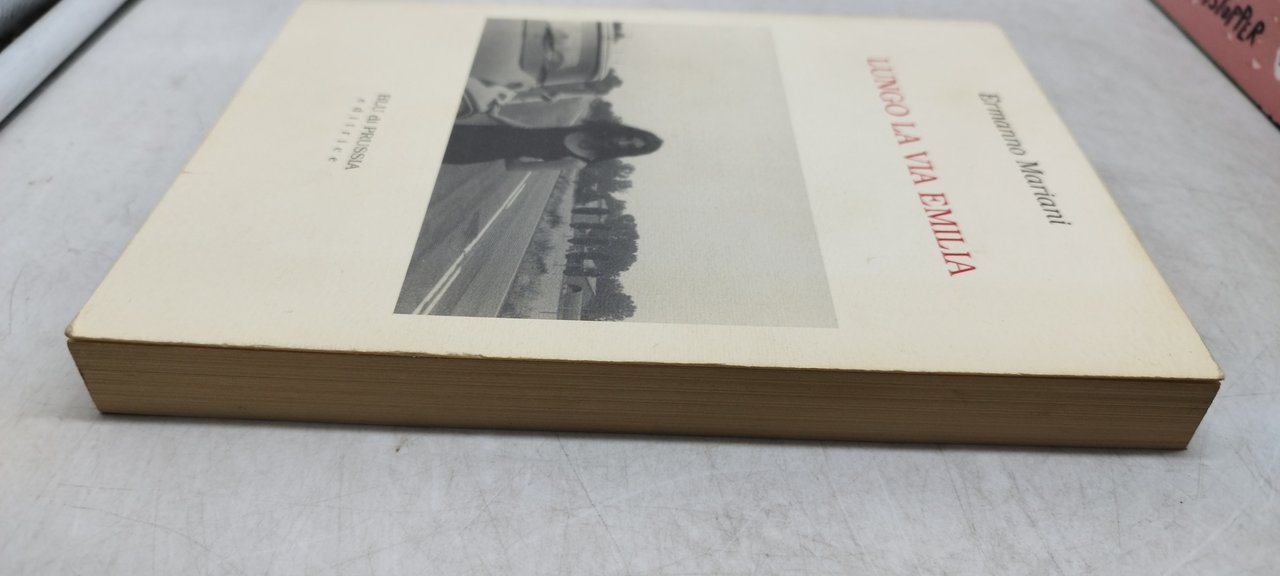 Ermanno Mariani
LUNGO LA VIA EMILIA
BLU di PRUSSIA
editrice